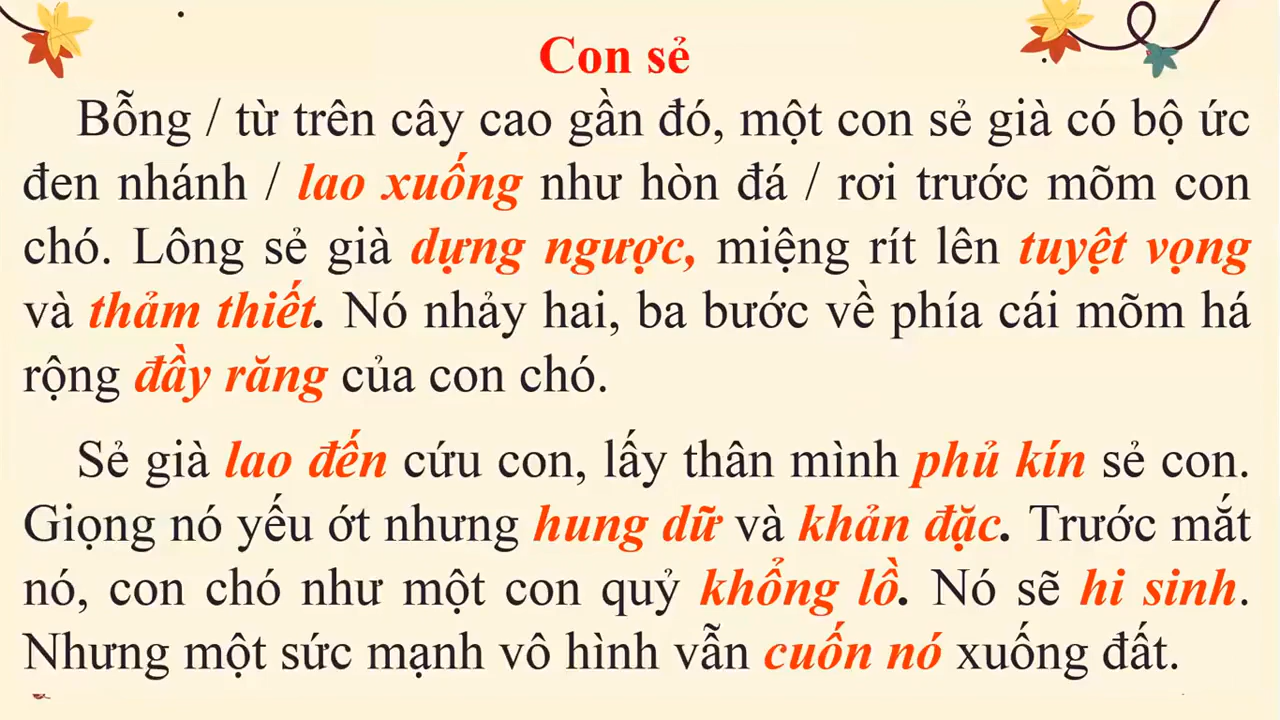 Con sẻ
Bỗng / từ trên cây cao gần đó, một con sẻ già có bộ ức
đen nhánh / lao xuống như hòn đá / rơi trước mõm con
chó. Lông sẻ già dựng ngược, miệng rít lên tuyệt vọng
và thảm thiết. Nó nhảy hai, ba bước về phía cái mõm há
rộng đầy răng của con chó.
Sẻ già lao đến cứu con, lấy thân mình phủ kín sẻ con.
Giọng nó yếu ớt nhưng hung dữ và khản đặc. Trước mắt
nó, con chó như một con quỷ khổng lồ. Nó sẽ hi sinh.
Nhưng một sức mạnh vô hình vẫn cuốn nó xuống đất.